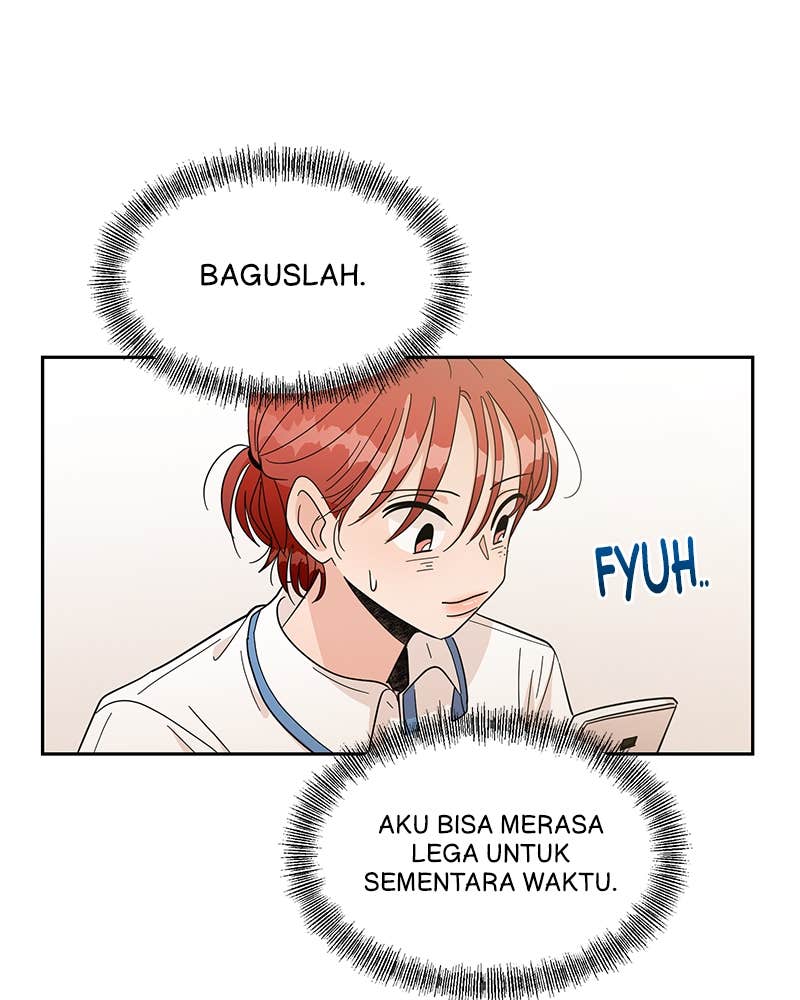 BAGUSLAH.
FYUH..
AKU BISA MERASA
LEGA UNTUK
SEMENTARA WAKTU.